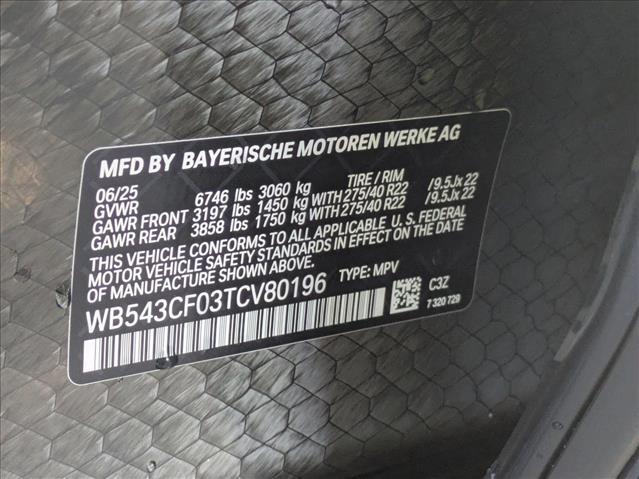 MFD BY BAYERISCHE MOTOREN WERKE AG
06/25 TIRE / RIM
GVWR 6746 lbs 3060 kg
GAWR FRONT 3197 lbs 1450 kg WITH 275/40 R22 /9.5Jx 22
GAWR REAR 3858 lbs 1750 kg WITH 275/40 R22 /9.5Jx 22
THIS VEHICLE CONFORMS TO ALL APPLICABLE U. S. FEDERAL
MOTOR VEHICLE SAFETY STANDARDS IN EFFECT ON THE DATE
OF MANUFACTURE SHOWN ABOVE.
WB543CF03TCV80196 TYPE: MPV
C3Z
7 320 729